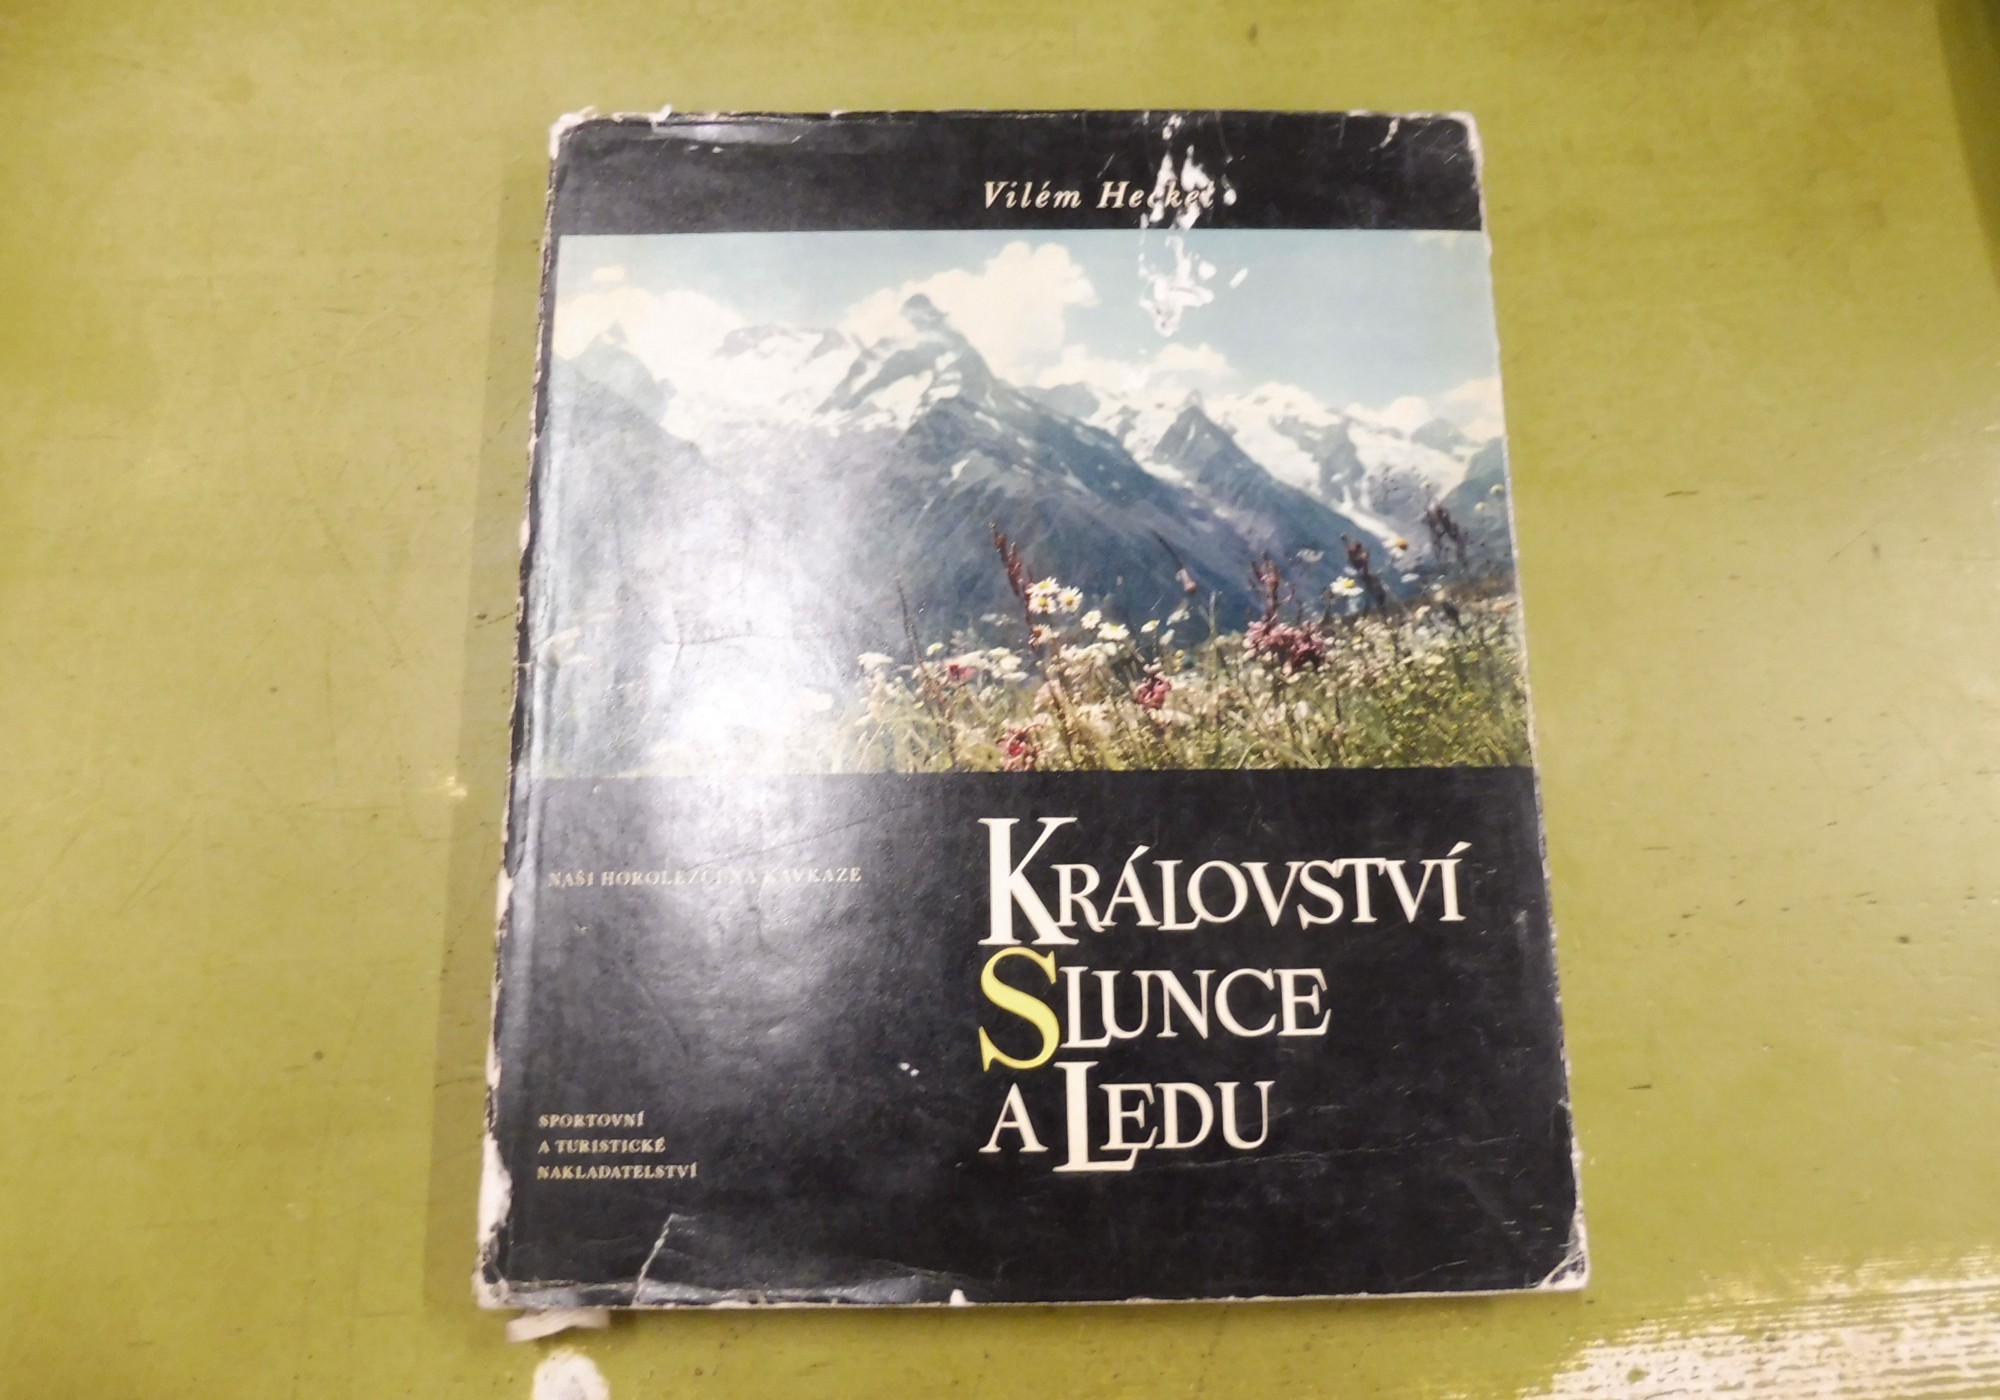 Vilém Heckel
NAŠI HOROLEZCI NA KAVKAZE
KRÁLOVSTVÍ
SLUNCE
A LEDU
SPORTOVNÍ
A TURISTICKÉ
NAKLADATELSTVÍ